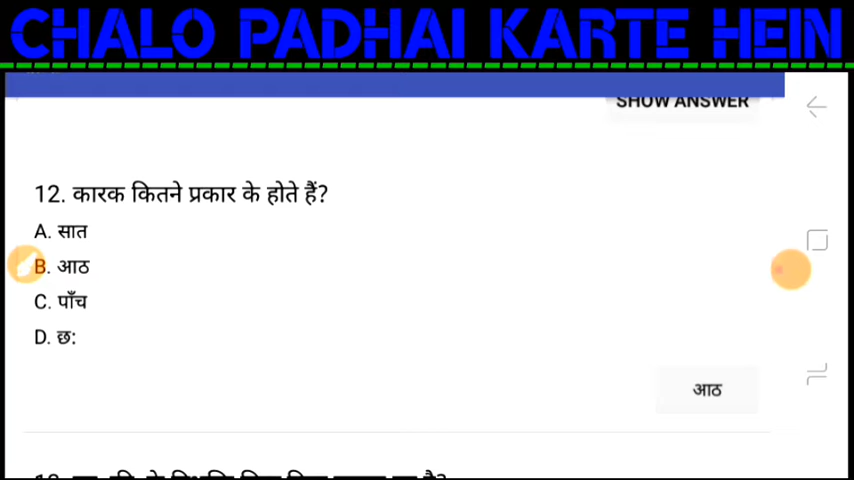 CHALO PADHAI KARTE HEIN
SHOW ANSWER
12. कारक कितने प्रकार के होते हैं?
A. सात
B. आठ
C. पाँच
D. छ:
आठ